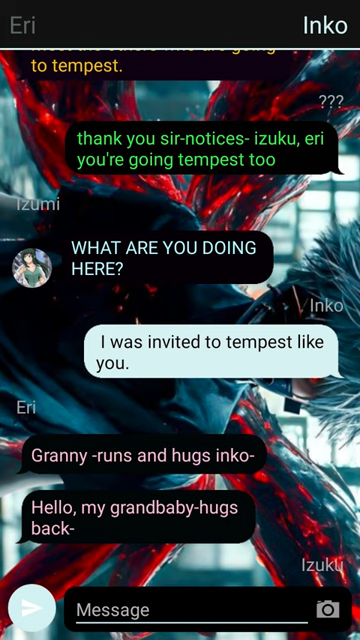 Eri
Inko
to tempest.
???
thank you sir-notices- izuku, eri
you're going tempest too
Izumi
WHAT ARE YOU DOING
HERE?
Inko
I was invited to tempest like
you.
Eri
Granny -runs and hugs inko-
Hello, my grandbaby-hugs
back-
Izuku
Message